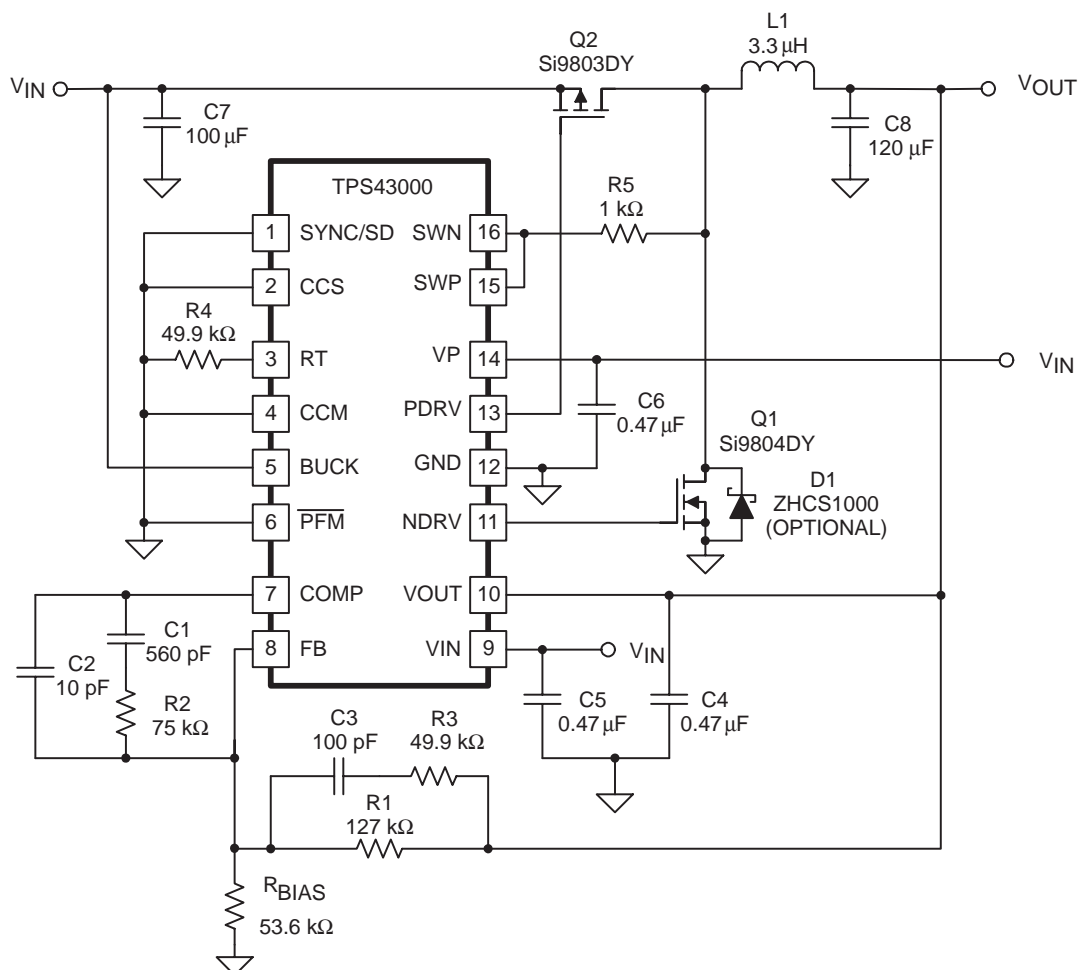 L1
3.3 μH
Q2
Si9803DY
VIN
VOUT
C7
100 μF
C8
120 μF
TPS43000
R5
1 kΩ
1
SYNC/SD
SWN
16
2
CCS
SWP
15
R4
49.9 kΩ
3
RT
VP
14
VIN
4
CCM
PDRV
13
C6
0.47 μF
Q1
Si9804DY
5
BUCK
GND
12
D1
ZHCS1000
(OPTIONAL)
6
PFM
NDRV
11
7
COMP
VOUT
10
C1
560 pF
8
FB
VIN
9
VIN
C2
10 pF
R2
75 kΩ
C5
0.47 μF
C4
0.47 μF
C3
100 pF
R3
49.9 kΩ
R1
127 kΩ
RBIAS
53.6 kΩ